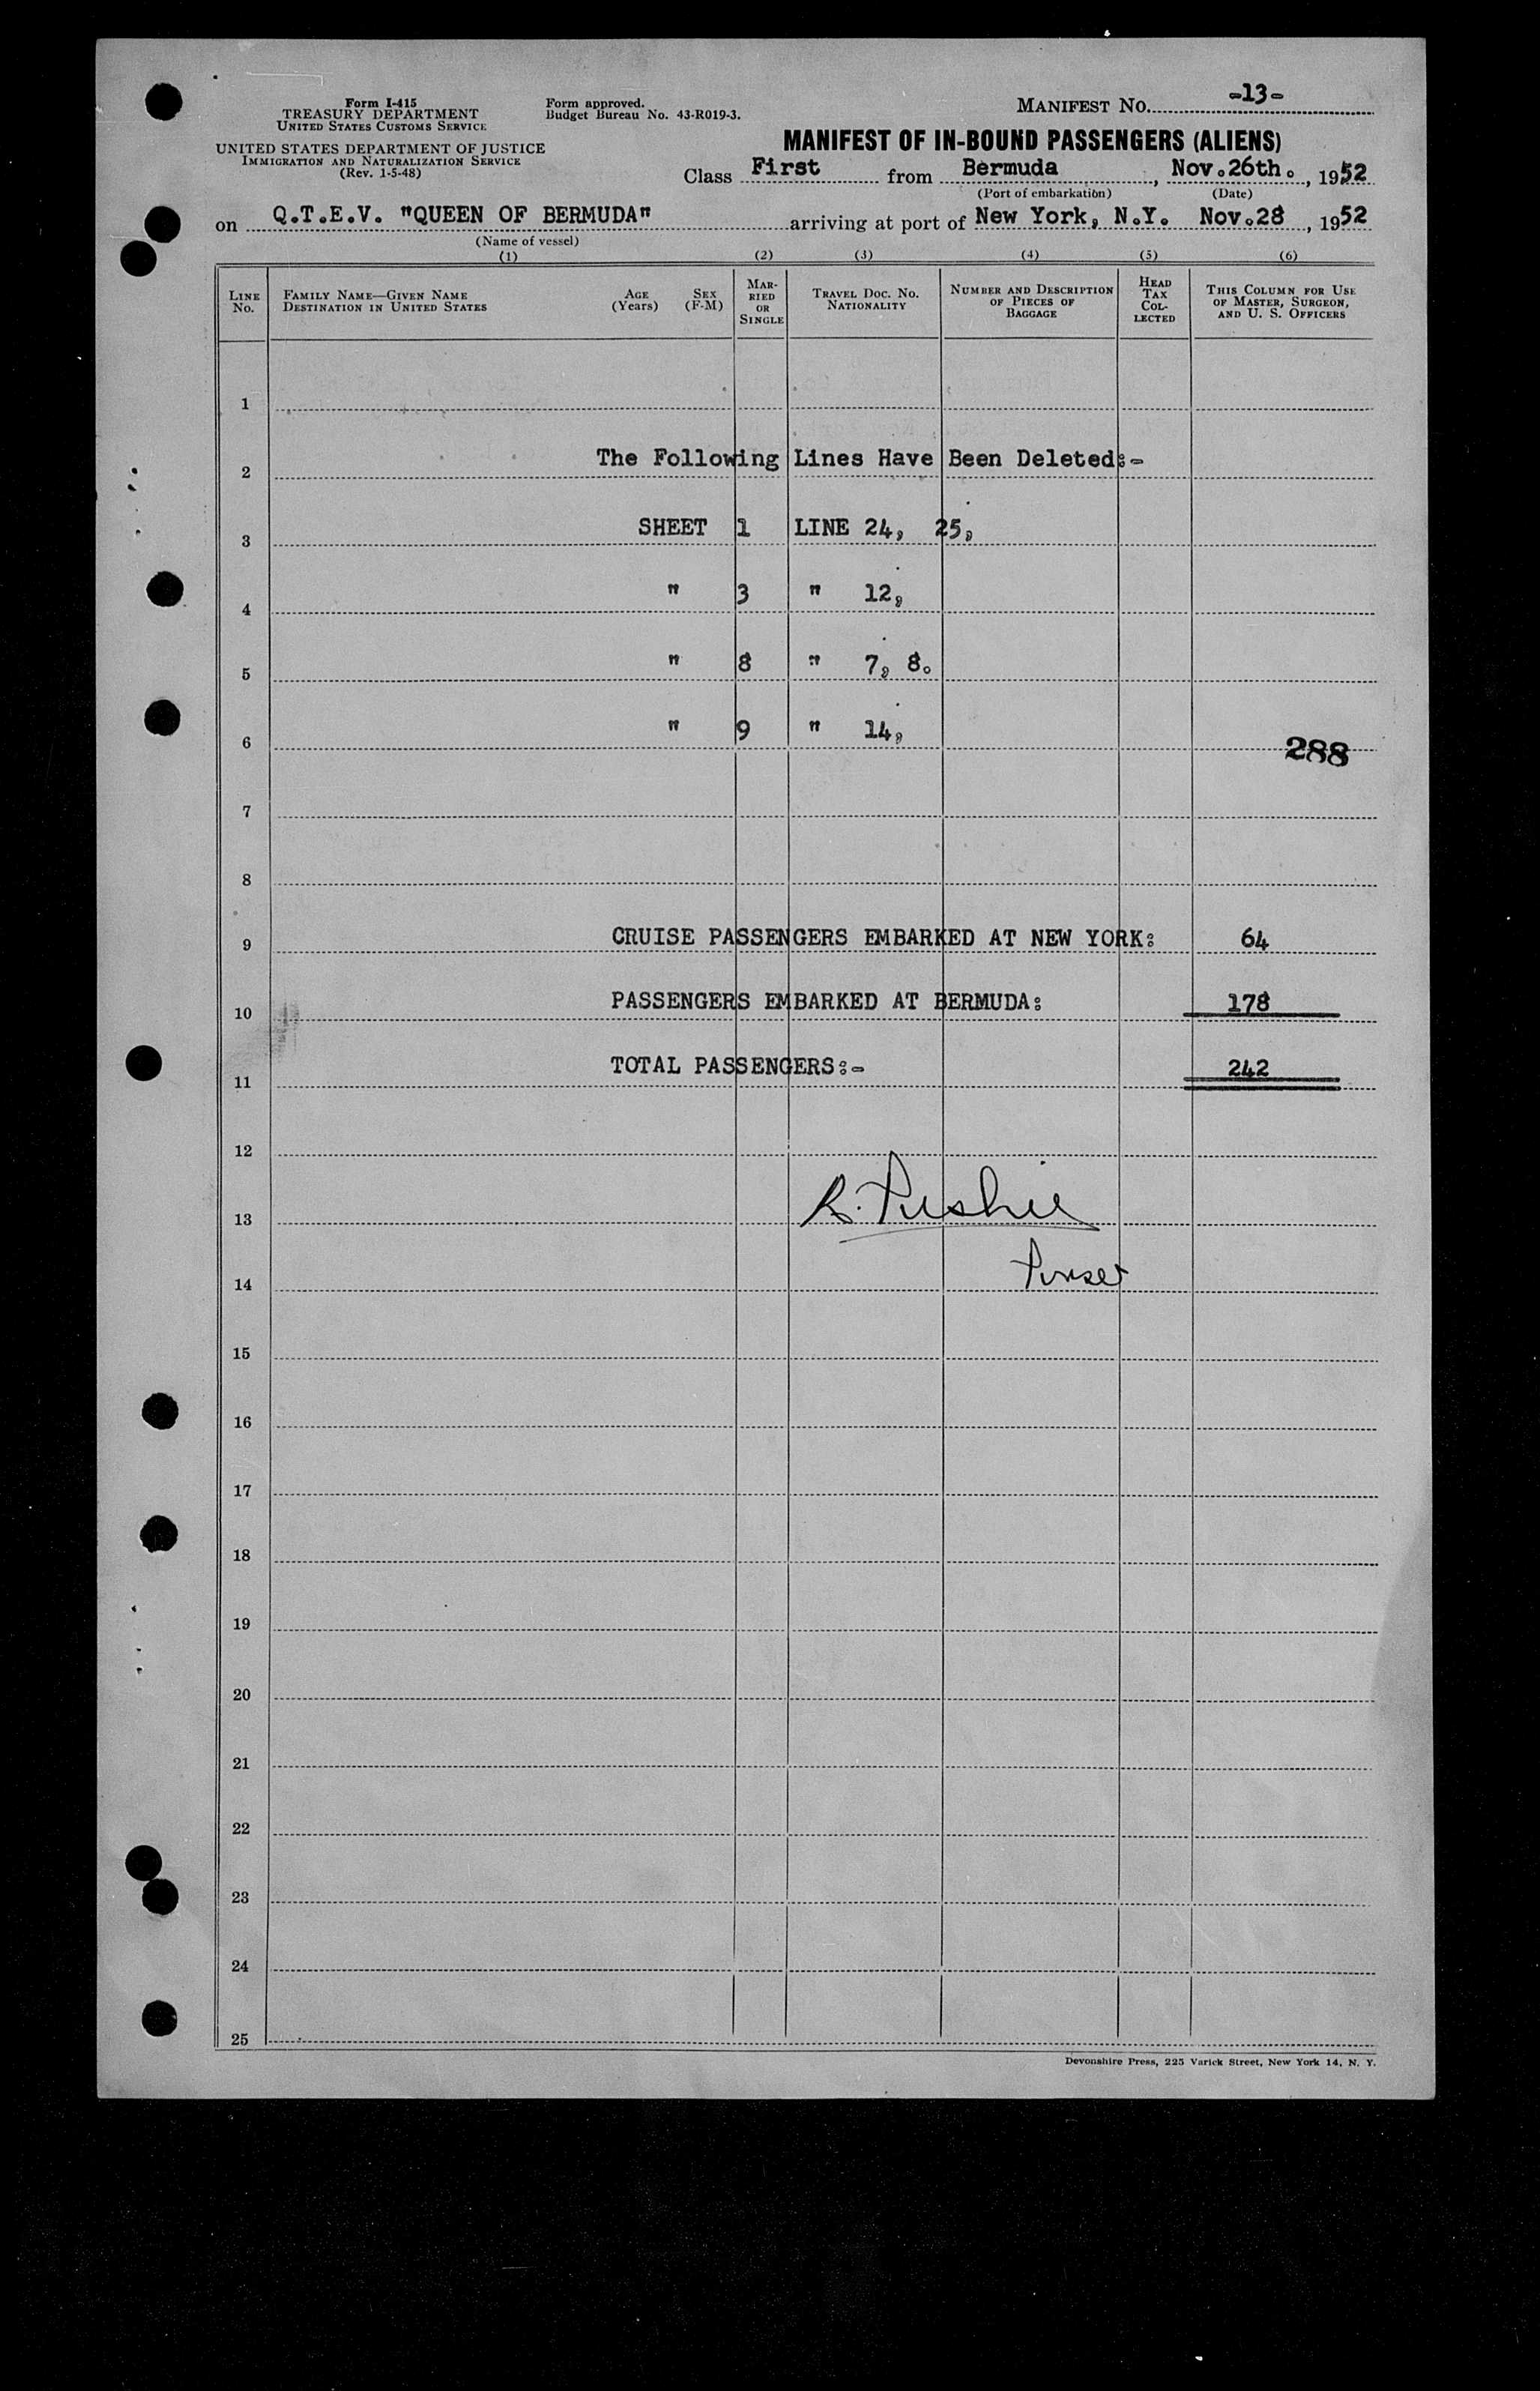 Form I-415
TREASURY DEPARTMENT
UNITED STATES CUSTOMS SERVICE
UNITED STATES DEPARTMENT OF JUSTICE
IMMIGRATION AND NATURALIZATION SERVICE
(Rev. 1-5-48)
Form approved.
Budget Bureau No. 43-R019-3.
MANIFEST NO. -13-
MANIFEST OF IN-BOUND PASSENGERS (ALIENS)
Class First from Bermuda, Nov.26th., 1952
(Port of embarkation) (Date)
on Q.T.E.V. "QUEEN OF BERMUDA" arriving at port of New York, N.Y. Nov.28, 1952
(Name of vessel)
(1) (2) (3) (4) (5) (6)
LINE NO.
FAMILY NAME—GIVEN NAME
DESTINATION IN UNITED STATES
AGE (Years)
SEX (F-M)
MARRIED OR SINGLE
TRAVEL DOC. NO.
NATIONALITY
NUMBER AND DESCRIPTION OF PIECES OF BAGGAGE
HEAD TAX COLLECTED
THIS COLUMN FOR USE OF MASTER, SURGEON, AND U. S. OFFICERS
1
2 The Following Lines Have Been Deleted:-
3 SHEET 1 LINE 24, 25,
4 " 3 " 12,
5 " 8 " 7, 8.
6 " 9 " 14,
288
7
8
9 CRUISE PASSENGERS EMBARKED AT NEW YORK: 64
10 PASSENGERS EMBARKED AT BERMUDA: 178
11 TOTAL PASSENGERS:- 242
12
13 R.
14 Purser
15
16
17
18
19
20
21
22
23
24
25
Devonshire Press, 225 Varick Street, New York 14, N. Y.